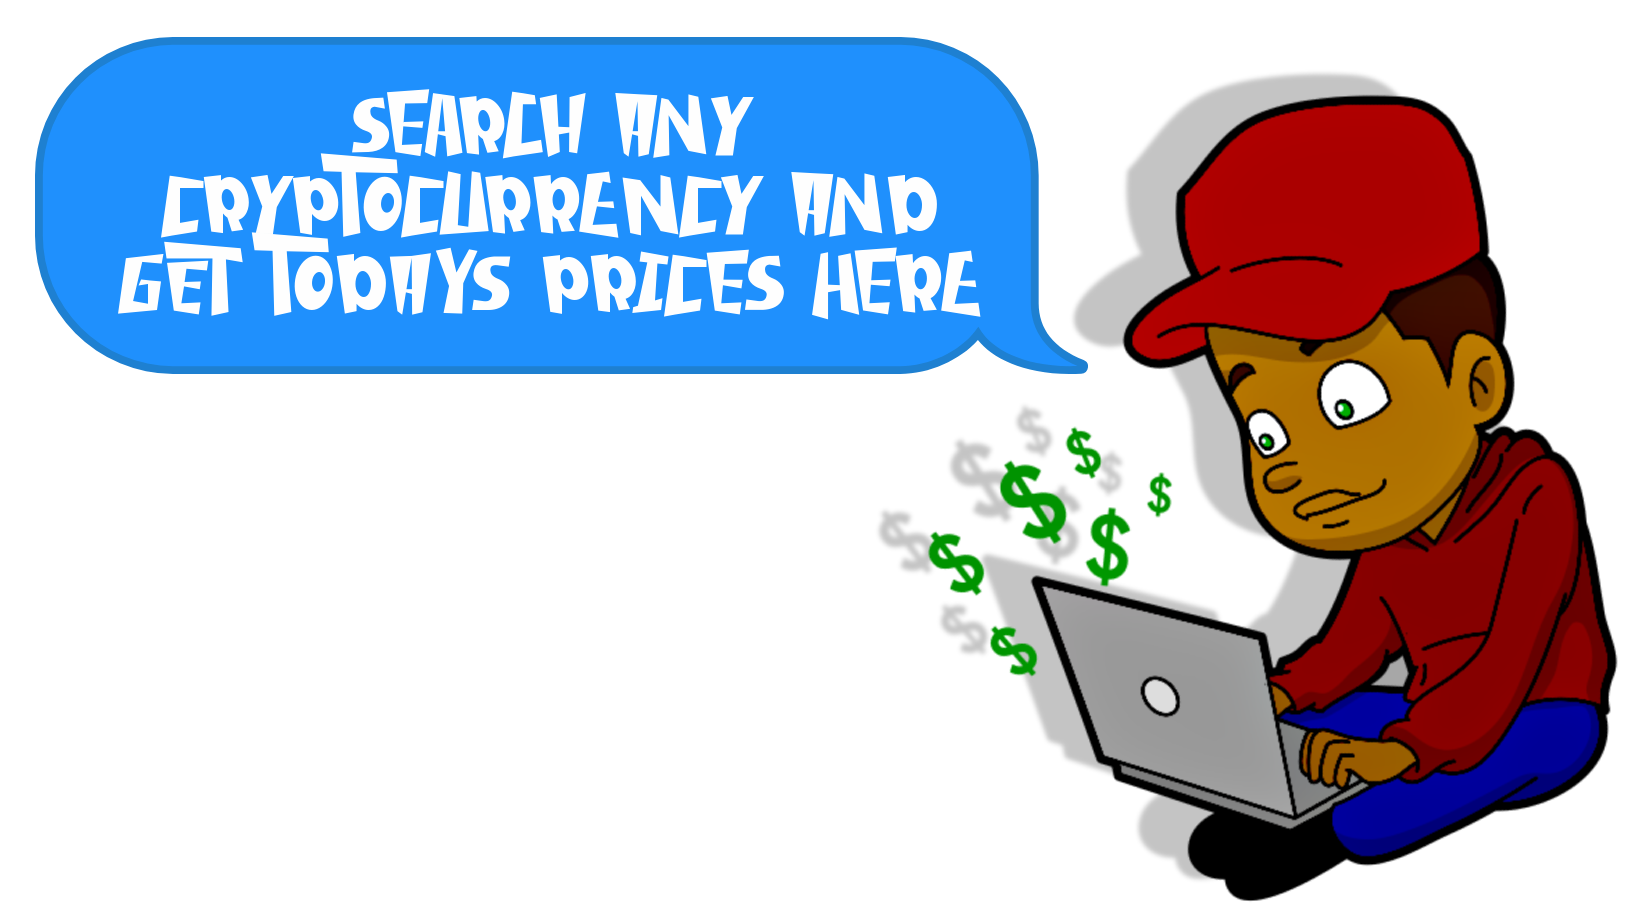 SEARCH ANY
CRYPTOCURRENCY AND
GET TODAYS PRICES HERE
$
$
$
$
$
$